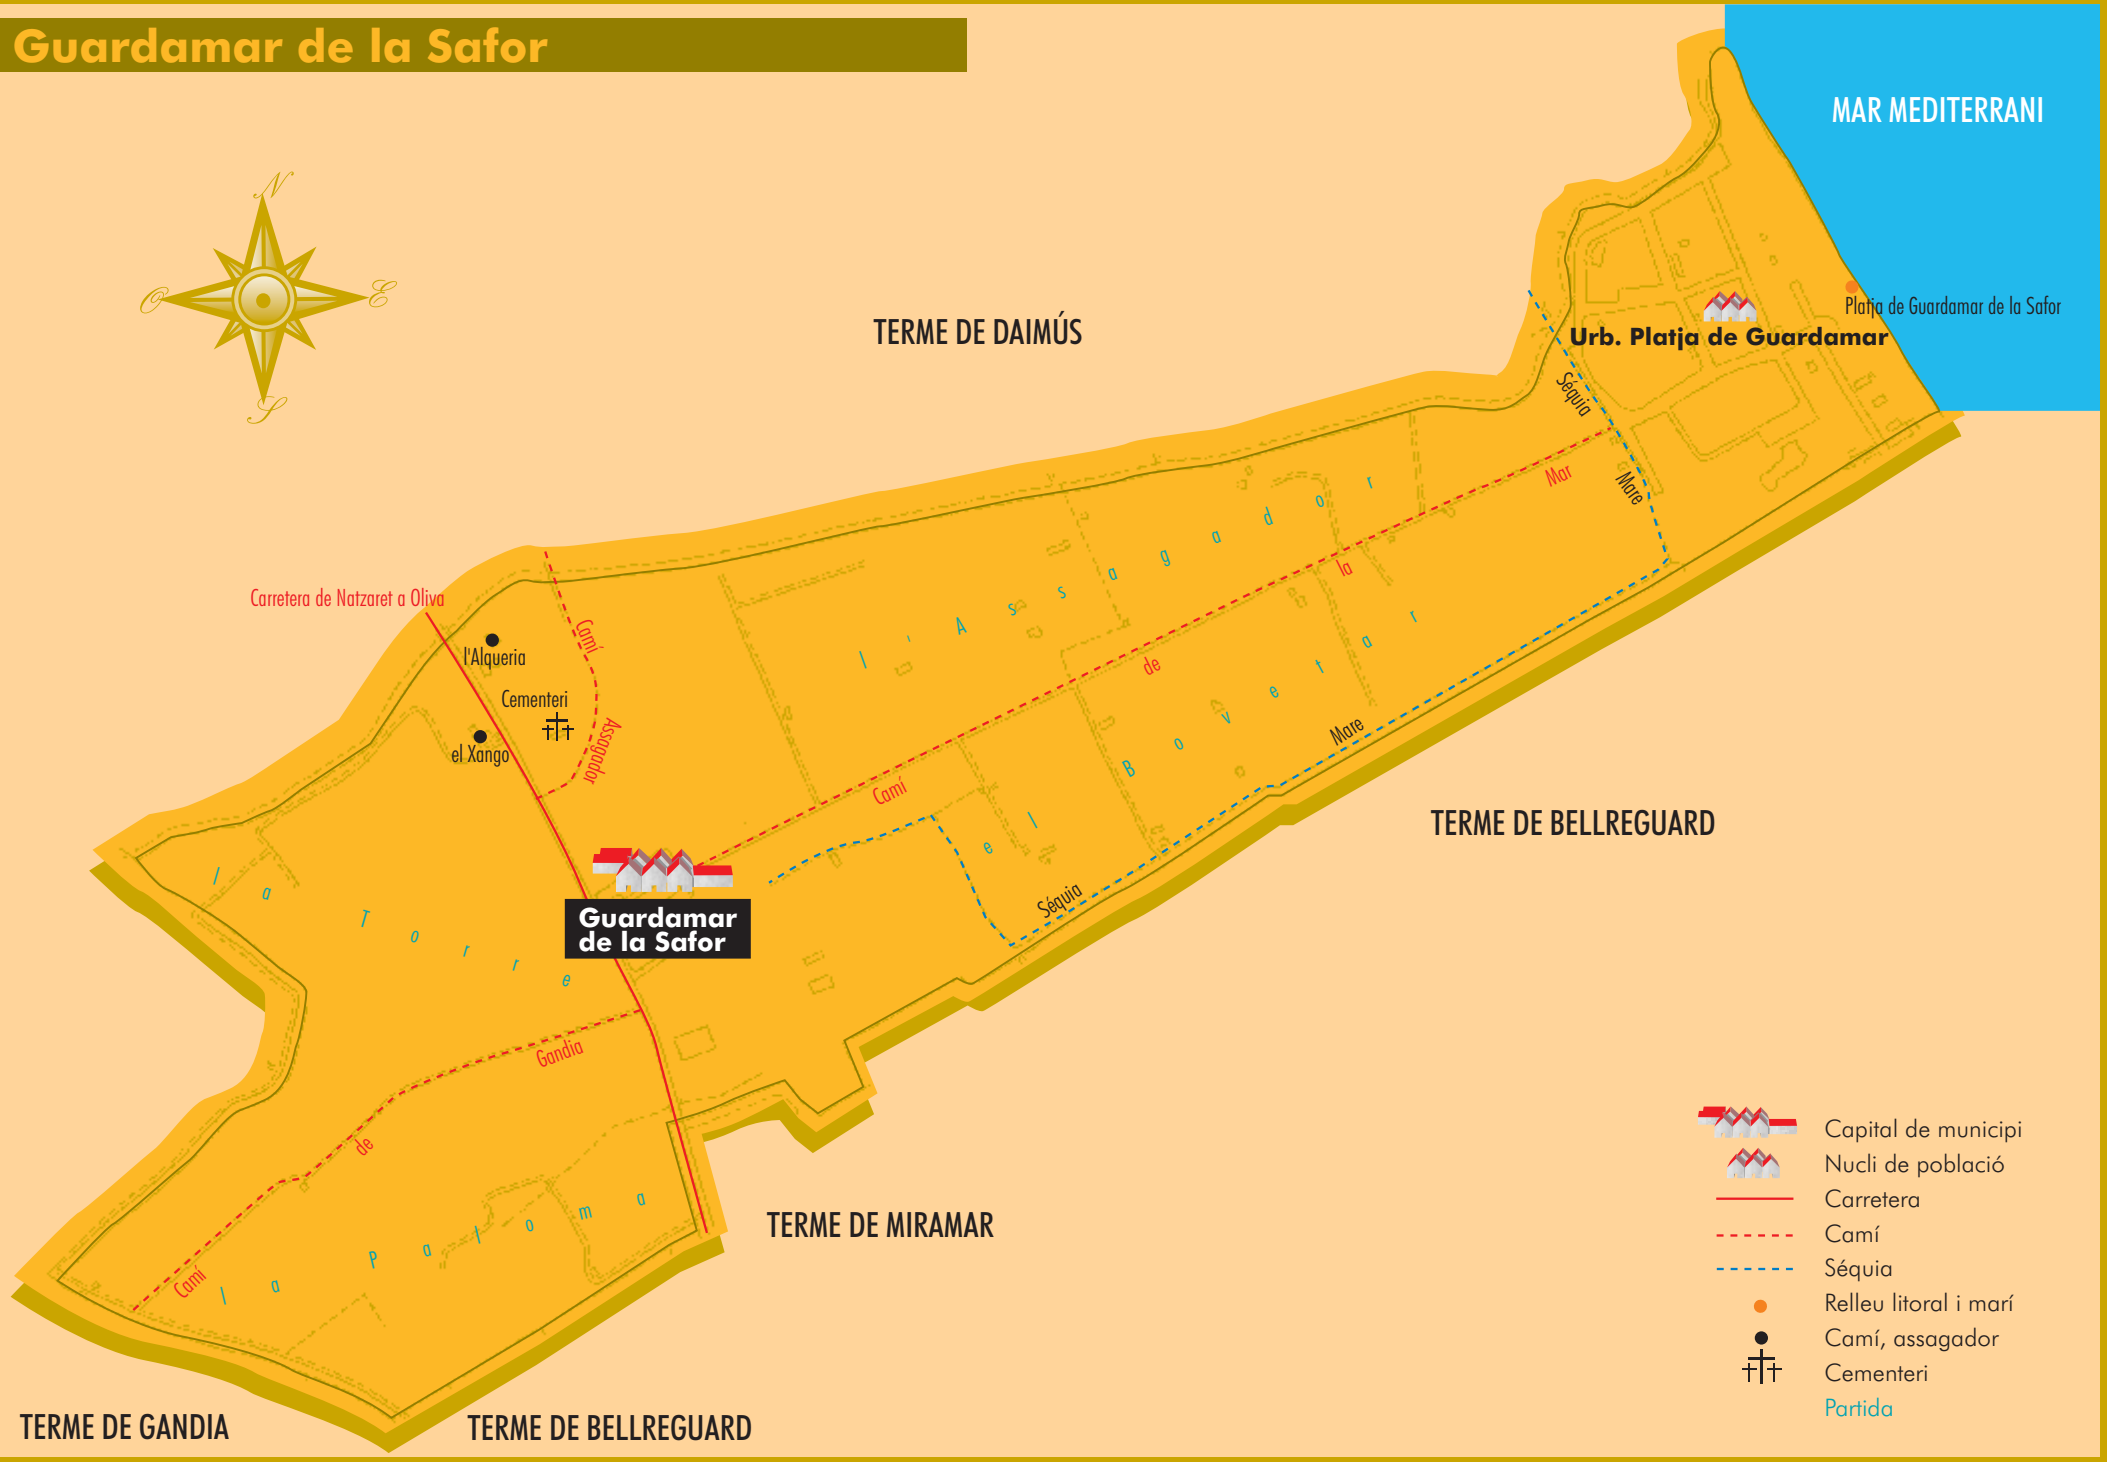 Guardamar de la Safor
MAR MEDITERRANI
N
O
E
S
TERME DE DAIMÚS
Platja de Guardamar de la Safor
Urb. Platja de Guardamar
Séquia
Mare
Camí de la Mar
l'Assagador
Carretera de Natzaret a Oliva
Camí
Assagador
l'Alqueria
Cementeri
el Xango
el Bovetar
Séquia
Mare
TERME DE BELLREGUARD
la Torre
Guardamar
de la Safor
Camí de Gandia
la Paloma
TERME DE MIRAMAR
TERME DE GANDIA
TERME DE BELLREGUARD
Capital de municipi
Nucli de població
Carretera
Camí
Séquia
Relleu litoral i marí
Camí, assagador
Cementeri
Partida